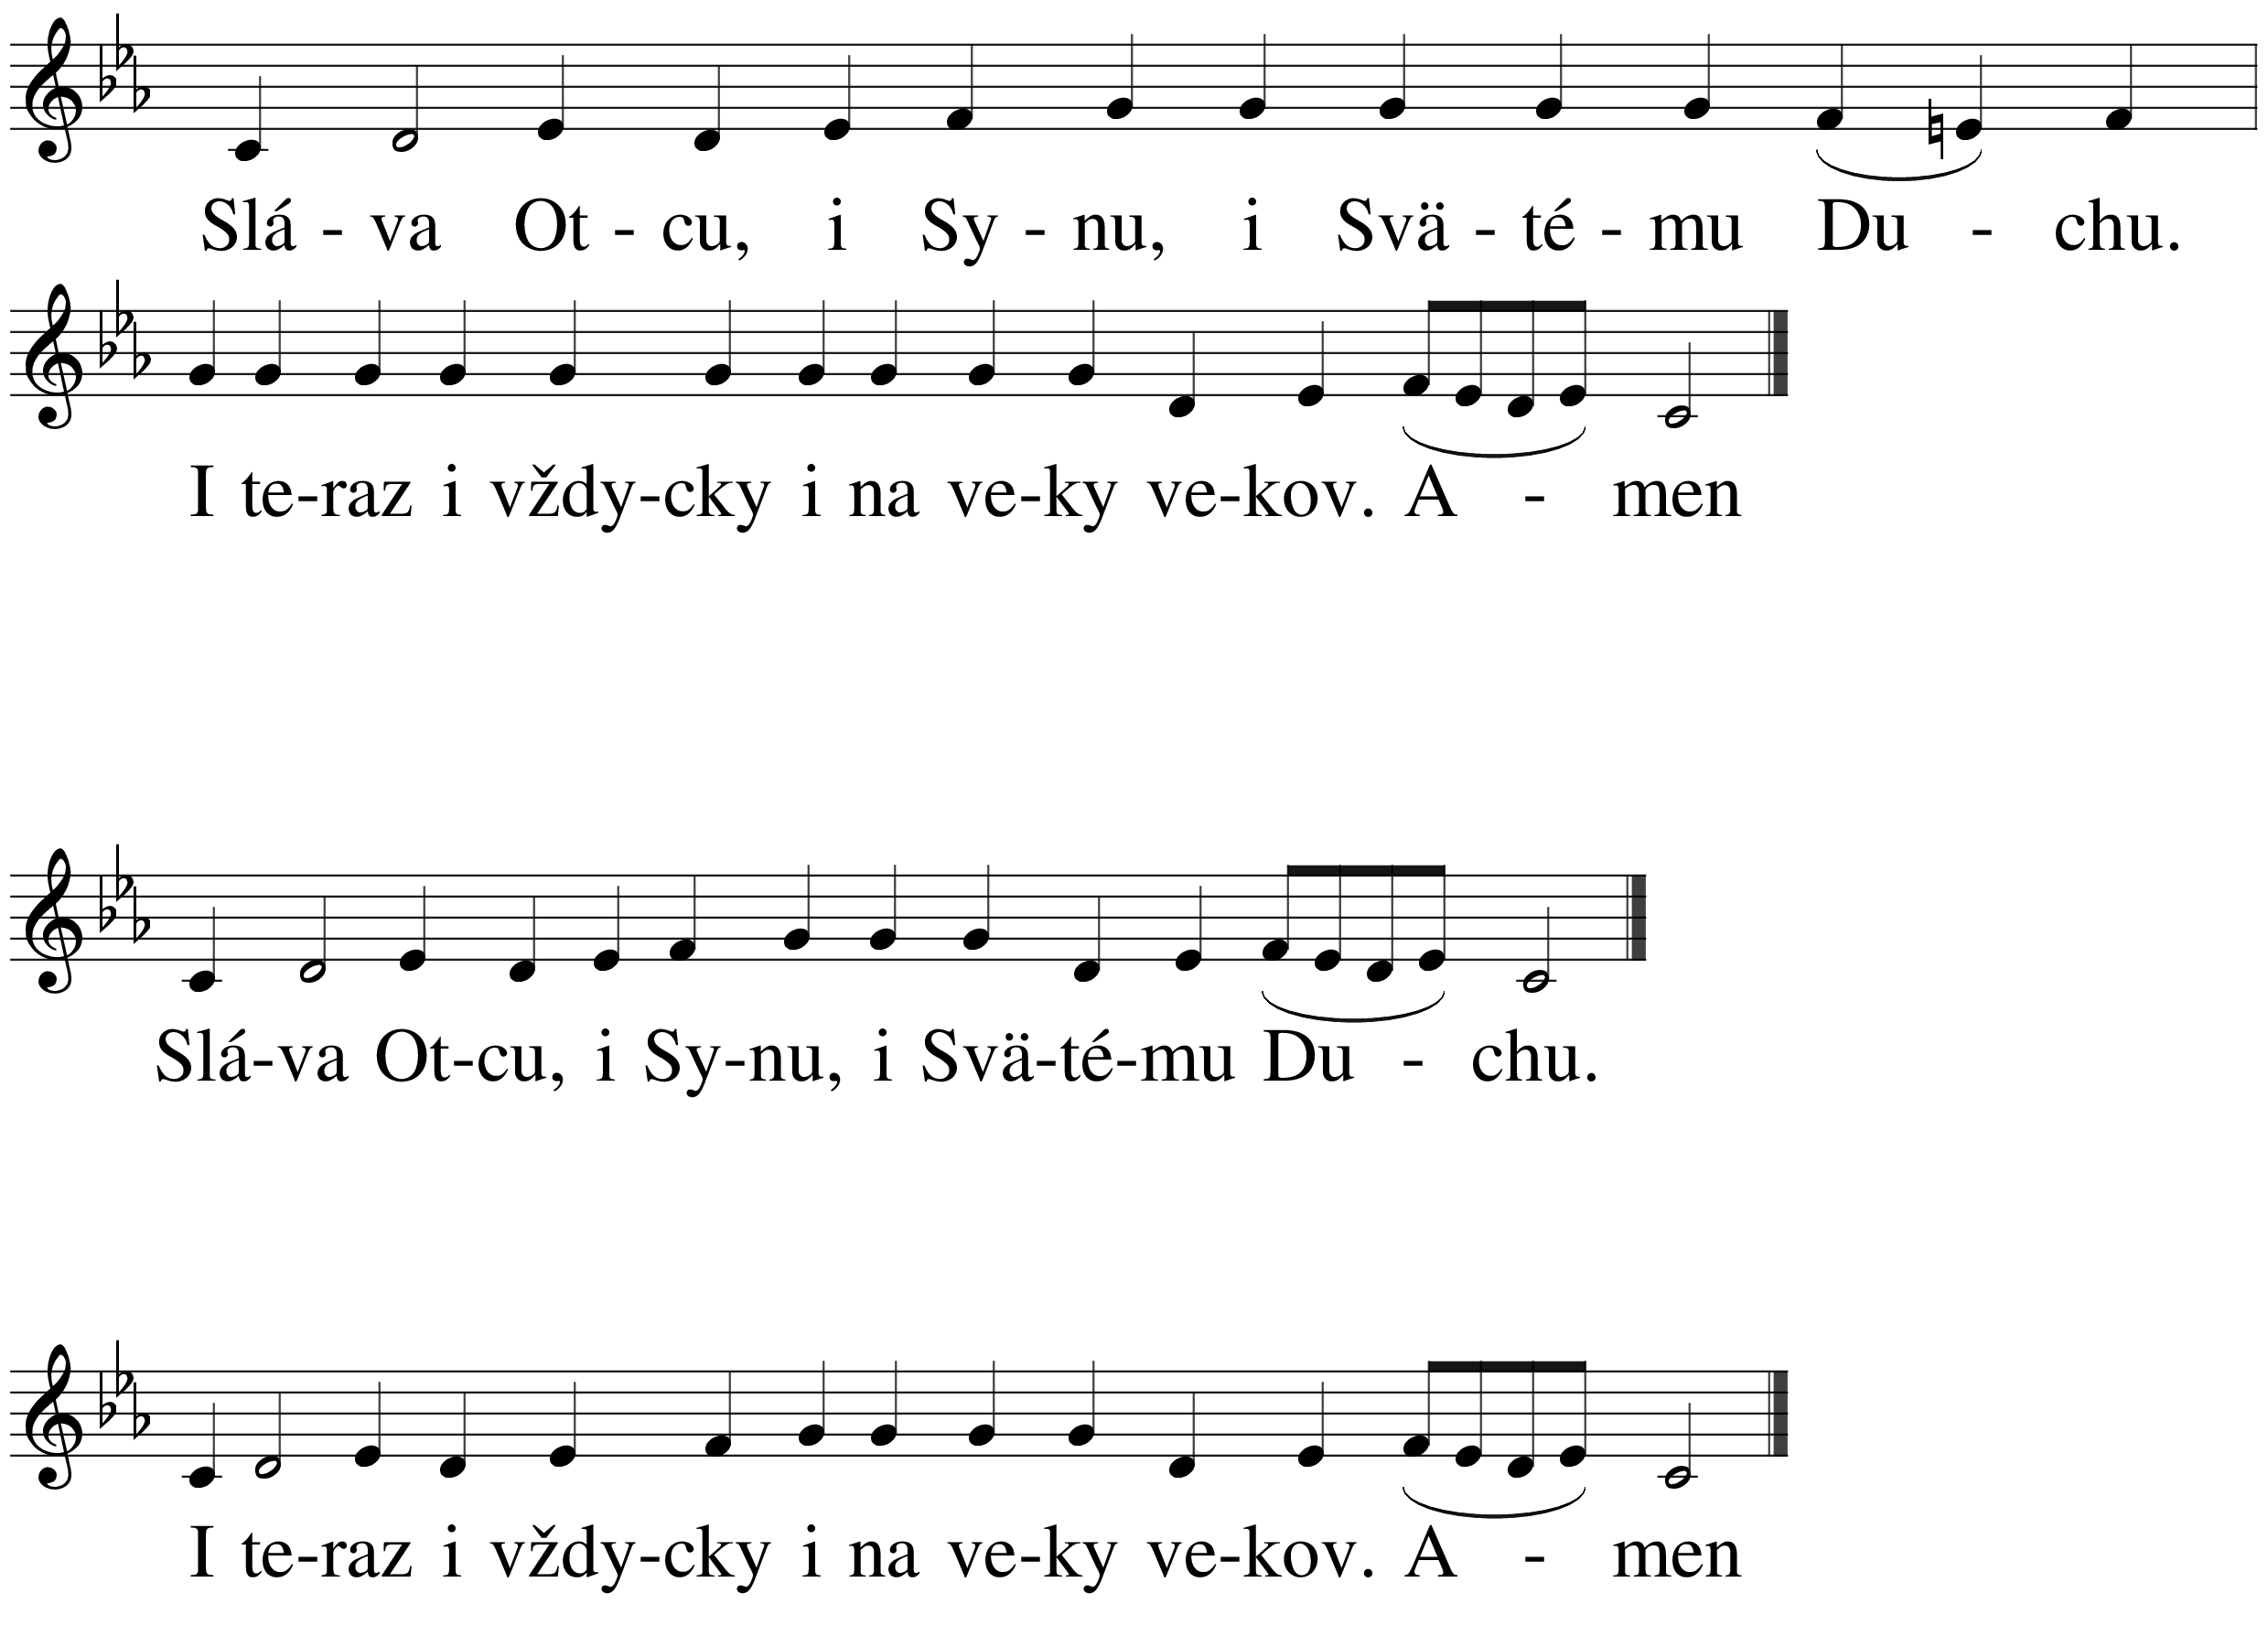 Slá - va Ot - cu, i Sy - nu, i Svä - té - mu Du - chu.
I te-raz i vždy-cky i na ve-ky ve-kov. A - men
Slá-va Ot-cu, i Sy-nu, i Svä-té-mu Du - chu.
I te-raz i vždy-cky i na ve-ky ve-kov. A - men